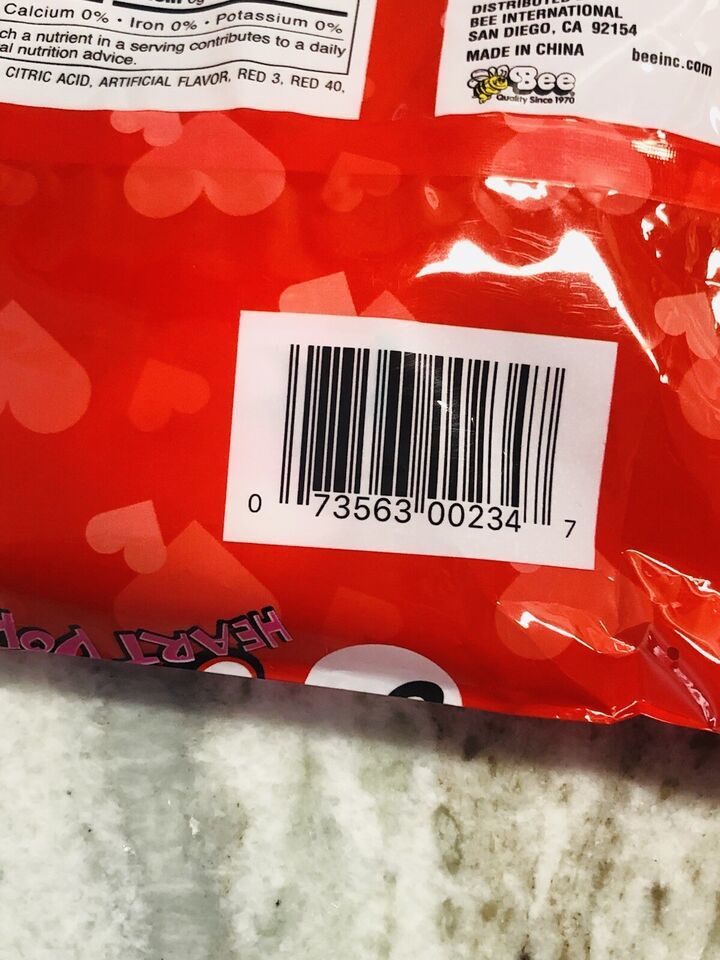 Calcium 0% • Iron 0% • Potassium 0%
ch a nutrient in a serving contributes to a daily
al nutrition advice.
CITRIC ACID, ARTIFICIAL FLAVOR, RED 3, RED 40,
DISTRIBUTED
BEE INTERNATIONAL
SAN DIEGO, CA 92154
MADE IN CHINA
beeinc.com
Bee
Quality Since 1970
0 73563 00234 7
HEART POP